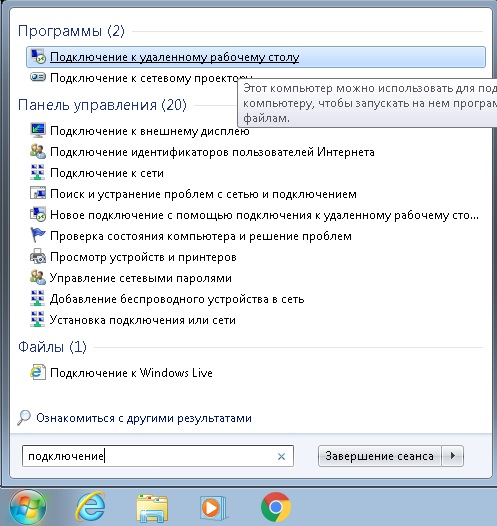 Программы (2)
Подключение к удаленному рабочему столу
Подключение к сетевому проектору
Этот компьютер можно использовать для под
компьютеру, чтобы запускать на нем програм
файлам.
Панель управления (20)
Подключение к внешнему дисплею
Подключение идентификаторов пользователей Интернета
Подключение к сети
Поиск и устранение проблем с сетью и подключением
Новое подключение с помощью подключения к удаленному рабочему сто...
Проверка состояния компьютера и решение проблем
Просмотр устройств и принтеров
Управление сетевыми паролями
Добавление беспроводного устройства в сеть
Установка подключения или сети
Файлы (1)
Подключение к Windows Live
Ознакомиться с другими результатами
подключение
Завершение сеанса